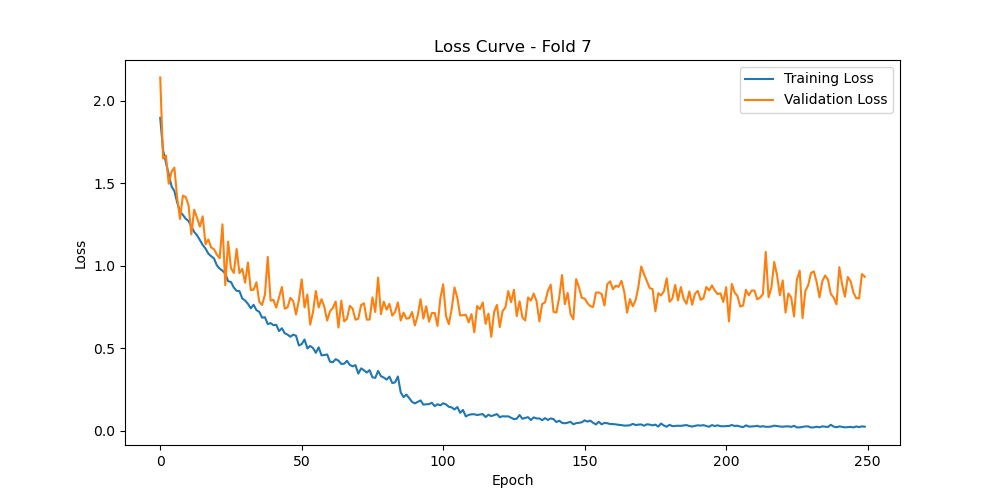 Loss Curve - Fold 7
Training Loss
Validation Loss
2.0
1.5
1.0
0.5
0.0
Loss
0 50 100 150 200 250
Epoch